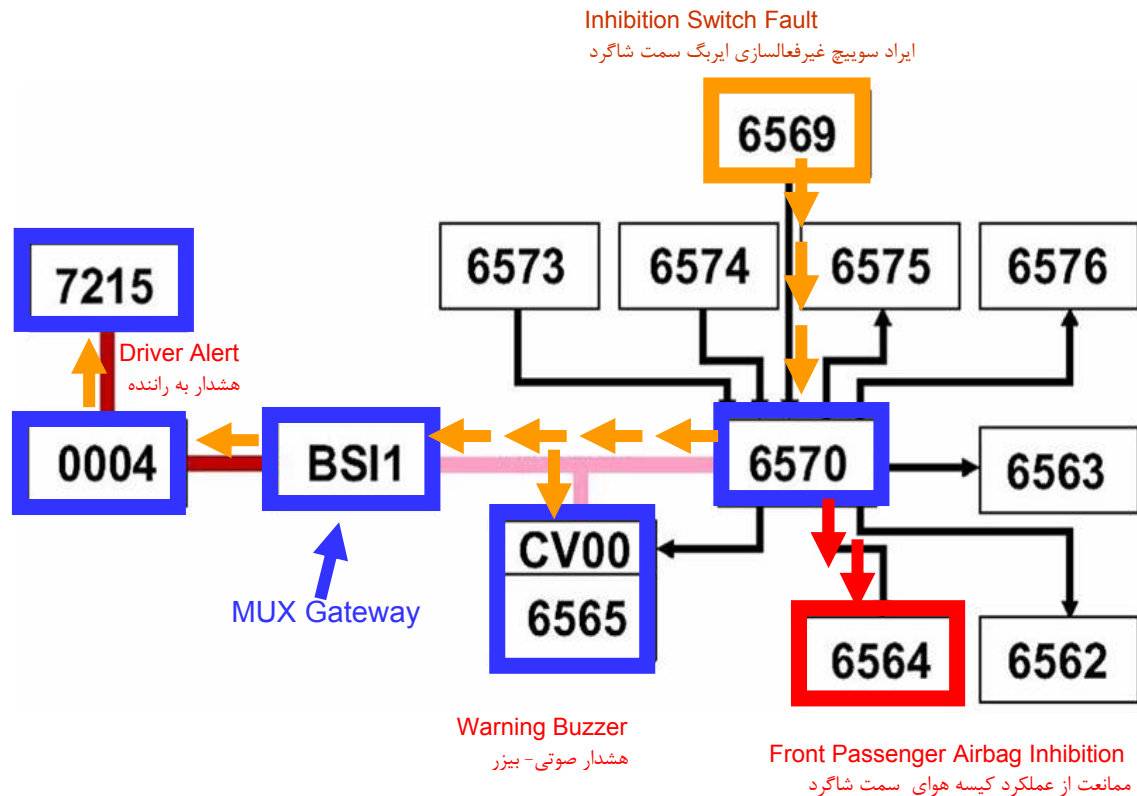 Inhibition Switch Fault
ایراد سوییچ غیرفعالسازی ایربگ سمت شاگرد
6569
6573
6574
6575
6576
7215
Driver Alert
هشدار به راننده
0004
BSI1
6570
6563
CV00
6565
MUX Gateway
6564
6562
Warning Buzzer
هشدار صوتی- بیزر
Front Passenger Airbag Inhibition
ممانعت از عملکرد کیسه هوای سمت شاگرد